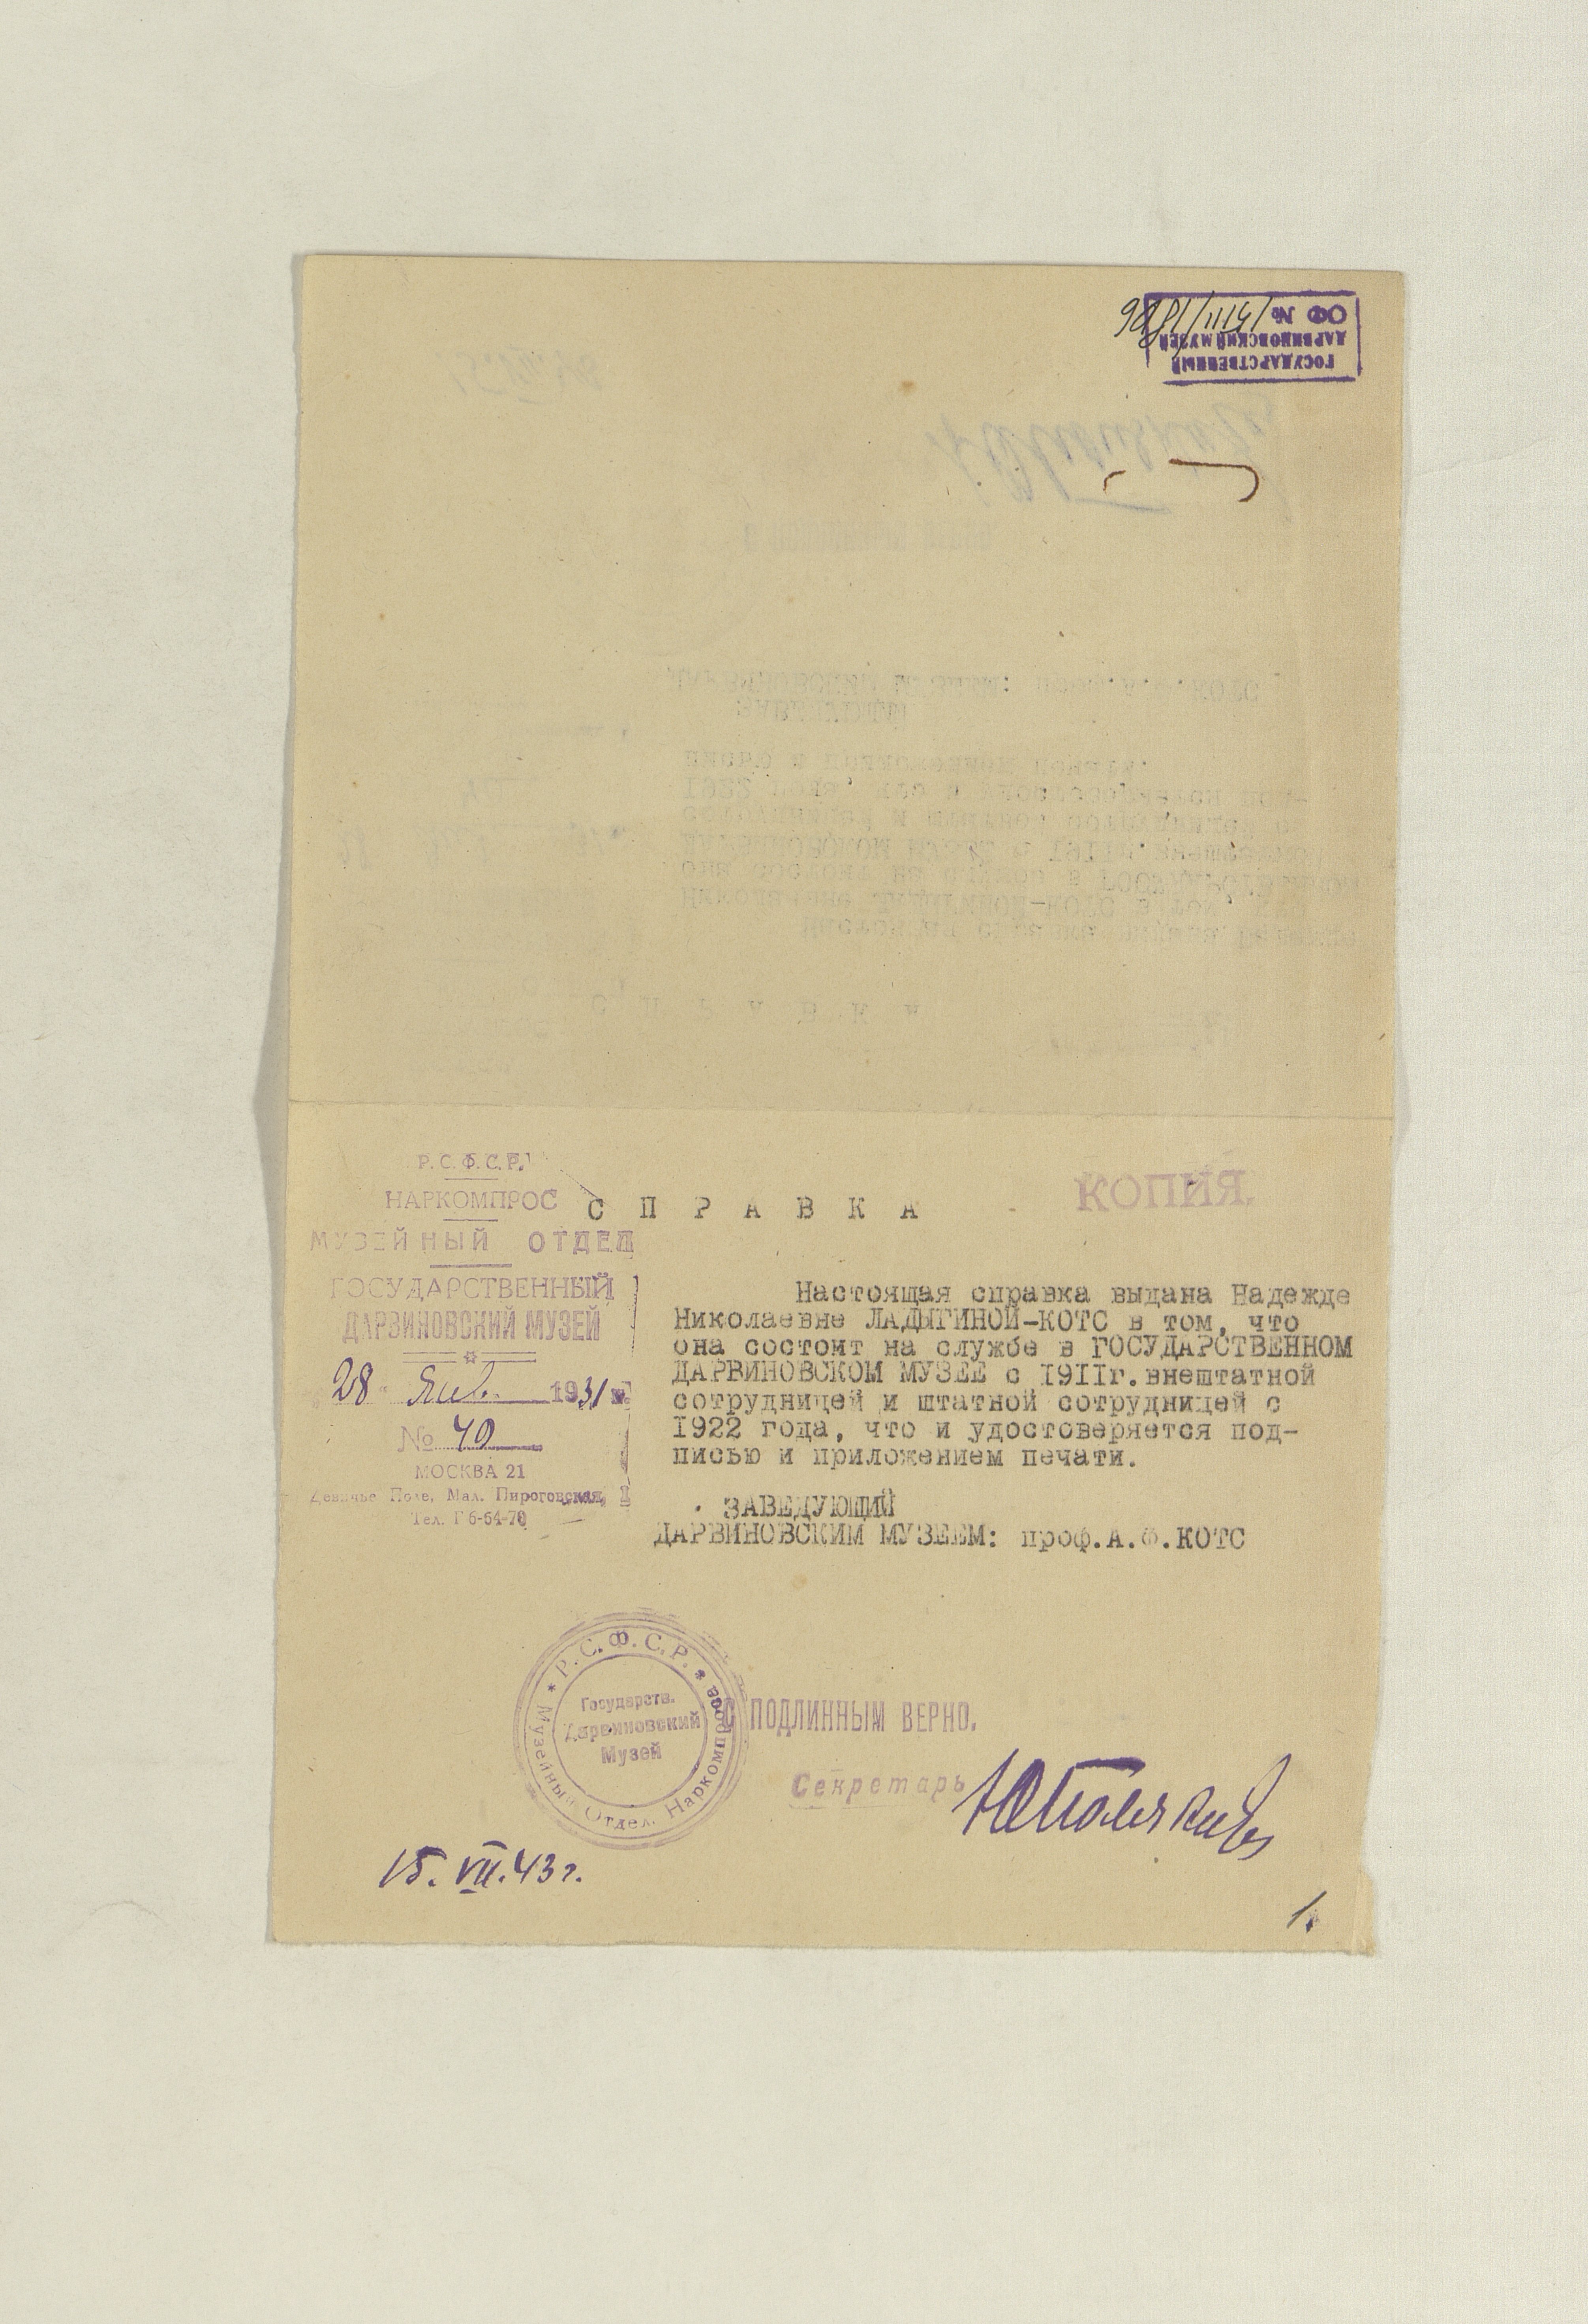 ГОСУДАРСТВЕННЫЙ
ДАРВИНОВСКИЙ МУЗЕЙ
ОФ №
Р.С.Ф.С.Р.
НАРКОМПРОС
МУЗЕЙНЫЙ ОТДЕЛ
ГОСУДАРСТВЕННЫЙ
ДАРВИНОВСКИЙ МУЗЕЙ
28 Янв. 1931 г.
№ 40
МОСКВА 21
Девичье Поле, Мал. Пироговская, 1
Тел. Г 6-54-70
КОПИЯ.
С П Р А В К А
Настоящая справка выдана Надежде
Николаевне ЛАДЫГИНОЙ-КОТС в том, что
она состоит на службе в ГОСУДАРСТВЕННОМ
ДАРВИНОВСКОМ МУЗЕЕ с 1911г. внештатной
сотрудницей и штатной сотрудницей с
1922 года, что и удостоверяется под-
писью и приложением печати.
ЗАВЕДУЮЩИЙ
ДАРВИНОВСКИМ МУЗЕЕМ: проф.А.Ф.КОТС
Р.С.Ф.С.Р.
Музейный Отдел. Наркомпроса
Государств.
Дарвиновский
Музей
С ПОДЛИННЫМ ВЕРНО.
Секретарь
15.VII.43 г.
1.